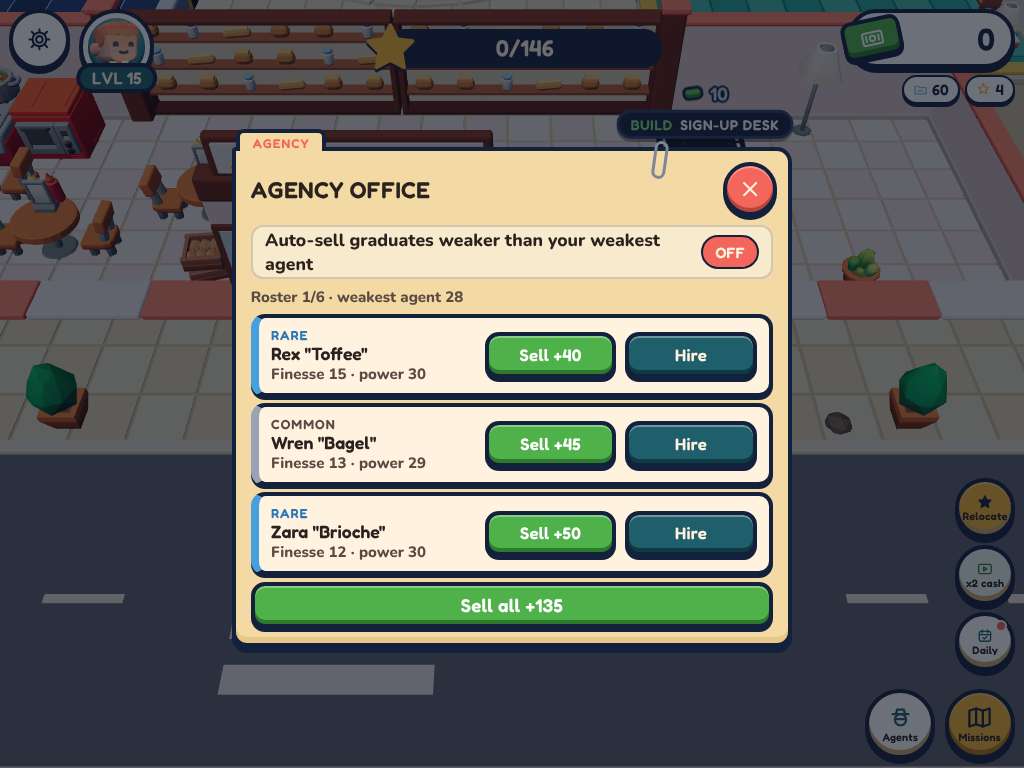 0/146
0
LVL 15
60
4
10
BUILD SIGN-UP DESK
AGENCY
AGENCY OFFICE
Auto-sell graduates weaker than your weakest
agent
OFF
Roster 1/6 · weakest agent 28
RARE
Rex "Toffee"
Finesse 15 · power 30
Sell +40
Hire
COMMON
Wren "Bagel"
Finesse 13 · power 29
Sell +45
Hire
RARE
Zara "Brioche"
Finesse 12 · power 30
Sell +50
Hire
Sell all +135
Relocate
x2 cash
Daily
Agents
Missions